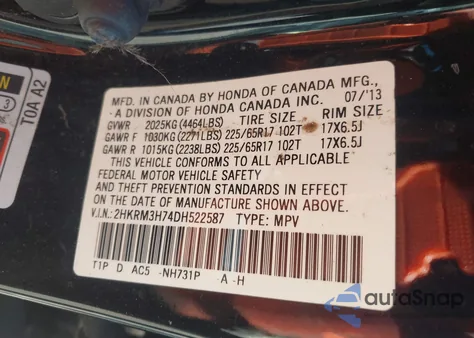 MFD. IN CANADA BY HONDA OF CANADA MFG.,
A DIVISION OF HONDA CANADA INC. 07/'13
GVWR 2025KG (4464LBS) TIRE SIZE RIM SIZE
GAWR F 1030KG (2271LBS) 225/65R17 102T 17X6.5J
GAWR R 1015KG (2238LBS) 225/65R17 102T 17X6.5J
THIS VEHICLE CONFORMS TO ALL APPLICABLE
FEDERAL MOTOR VEHICLE SAFETY
AND THEFT PREVENTION STANDARDS IN EFFECT
ON THE DATE OF MANUFACTURE SHOWN ABOVE.
V.I.N.: 2HKRM3H74DH522587 TYPE: MPV
T1P D AC5 -NH731P -A -H
N
3
TOA A2
autoSnap